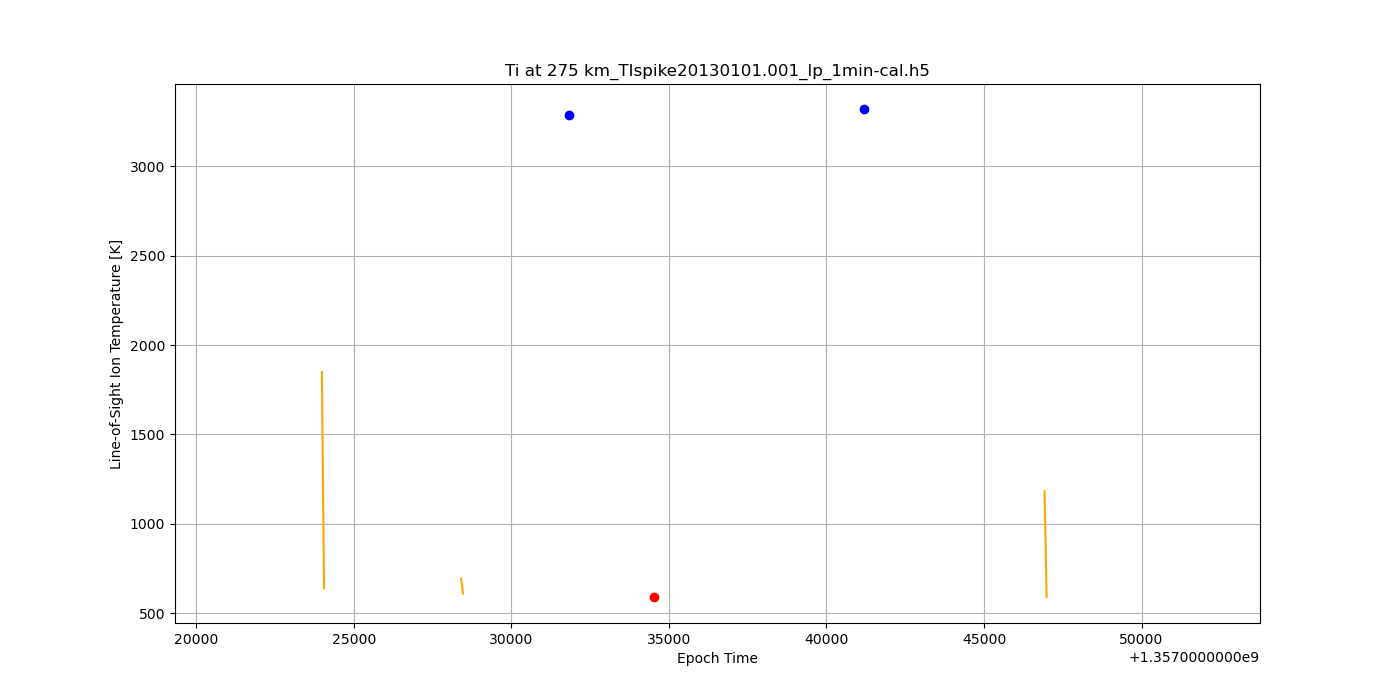 Ti at 275 km_TIspike20130101.001_lp_1min-cal.h5
Line-of-Sight Ion Temperature [K]
3000
2500
2000
1500
1000
500
20000 25000 30000 35000 40000 45000 50000
Epoch Time
+1.3570000000e9